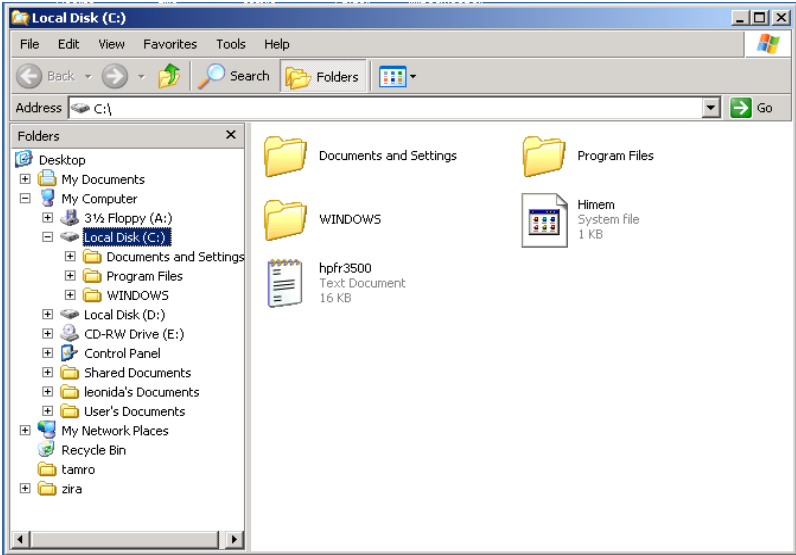 Local Disk (C:)
File Edit View Favorites Tools Help
Back Search Folders
Address C:\ Go
Folders
Desktop
My Documents
My Computer
3½ Floppy (A:)
Local Disk (C:)
Documents and Settings
Program Files
WINDOWS
Local Disk (D:)
CD-RW Drive (E:)
Control Panel
Shared Documents
leonida's Documents
User's Documents
My Network Places
Recycle Bin
tamro
zira
Documents and Settings
Program Files
WINDOWS
Himem
System file
1 KB
hpfr3500
Text Document
16 KB